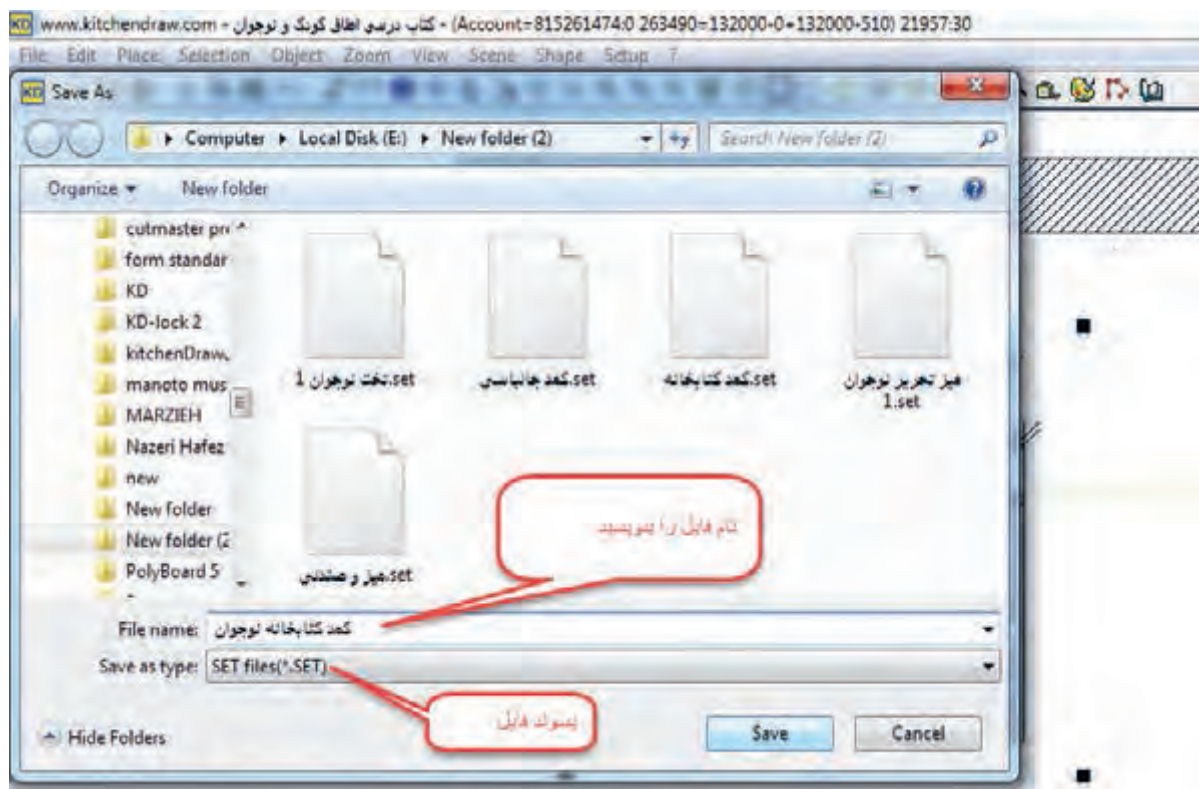 www.kitchendraw.com - کتاب درسی اطاق کودک و نوجوان - (Account=815261474:0 263490=132000-0+132000-510) 21957:30
File Edit Place Selection Object Zoom View Scene Shape Setup ?
KD Save As
Computer ▸ Local Disk (E:) ▸ New folder (2)
Search New folder (2)
Organize New folder
cutmaster pro
form standar
KD
KD-lock 2
kitchenDraw
manoto mus
MARZIEH
Nazeri Hafez
new
New folder
New folder (2
PolyBoard 5
تخت نوجوان 1.set
کمد جالباسی.set
کمد کتابخانه.set
میز تحریر نوجوان
1.set
میز و صندلی.set
نام فایل را بنویسید
File name: کمد کتابخانه نوجوان
Save as type: SET files(*.SET)
پسوند فایل
Hide Folders
Save
Cancel